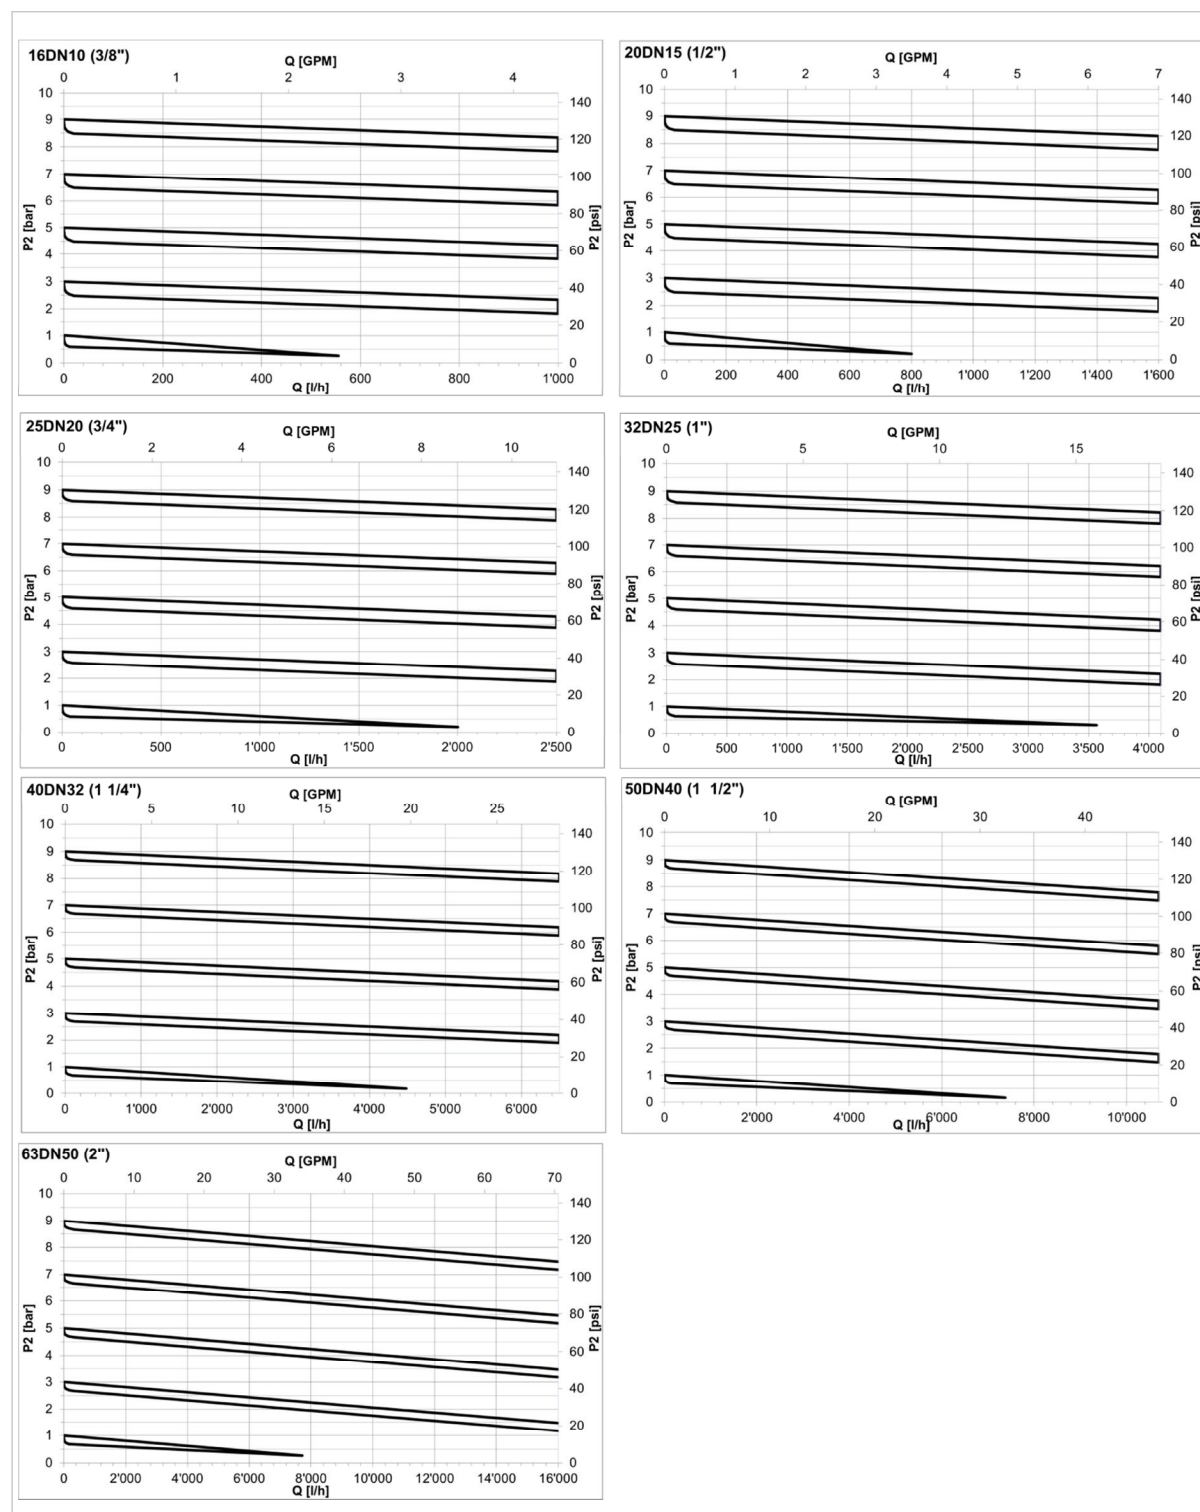 16DN10 (3/8")
Q [GPM]
0 1 2 3 4
10 9 8 7 6 5 4 3 2 1 0
P2 [bar]
140 120 100 80 60 40 20 0
P2 [psi]
0 200 400 600 800 1'000
Q [l/h]
20DN15 (1/2")
Q [GPM]
0 1 2 3 4 5 6 7
10 9 8 7 6 5 4 3 2 1 0
P2 [bar]
140 120 100 80 60 40 20 0
P2 [psi]
0 200 400 600 800 1'000 1'200 1'400 1'600
Q [l/h]
25DN20 (3/4")
Q [GPM]
0 2 4 6 8 10
10 9 8 7 6 5 4 3 2 1 0
P2 [bar]
140 120 100 80 60 40 20 0
P2 [psi]
0 500 1'000 1'500 2'000 2'500
Q [l/h]
32DN25 (1")
Q [GPM]
0 5 10 15
10 9 8 7 6 5 4 3 2 1 0
P2 [bar]
140 120 100 80 60 40 20 0
P2 [psi]
0 500 1'000 1'500 2'000 2'500 3'000 3'500 4'000
Q [l/h]
40DN32 (1 1/4")
Q [GPM]
0 5 10 15 20 25
10 9 8 7 6 5 4 3 2 1 0
P2 [bar]
140 120 100 80 60 40 20 0
P2 [psi]
0 1'000 2'000 3'000 4'000 5'000 6'000
Q [l/h]
50DN40 (1 1/2")
Q [GPM]
0 10 20 30 40
10 9 8 7 6 5 4 3 2 1 0
P2 [bar]
140 120 100 80 60 40 20 0
P2 [psi]
0 2'000 4'000 6'000 8'000 10'000
Q [l/h]
63DN50 (2")
Q [GPM]
0 10 20 30 40 50 60 70
10 9 8 7 6 5 4 3 2 1 0
P2 [bar]
140 120 100 80 60 40 20 0
P2 [psi]
0 2'000 4'000 6'000 8'000 10'000 12'000 14'000 16'000
Q [l/h]